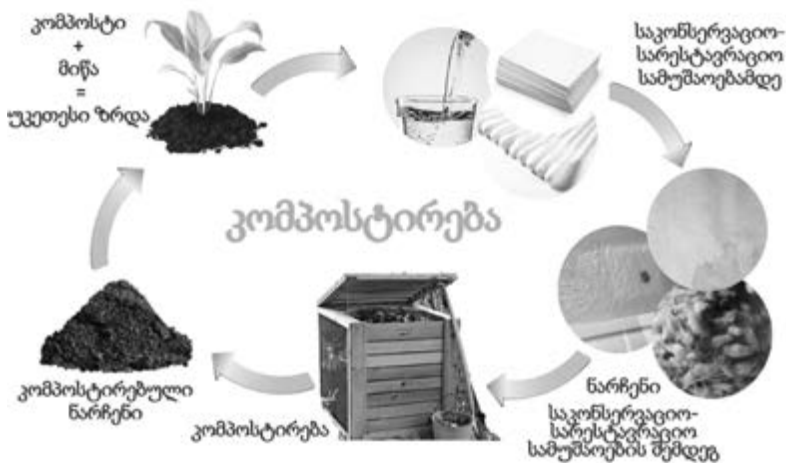 კომპოსტი
+
მიწა
=
უკეთესი ზრდა
საკონსერვაციო-
სარესტავრაციო
სამუშაოებამდე
კომპოსტირება
ნარჩენი
საკონსერვაციო-
სარესტავრაციო
სამუშაოების შემდეგ
კომპოსტირება
კომპოსტირებული
ნარჩენი